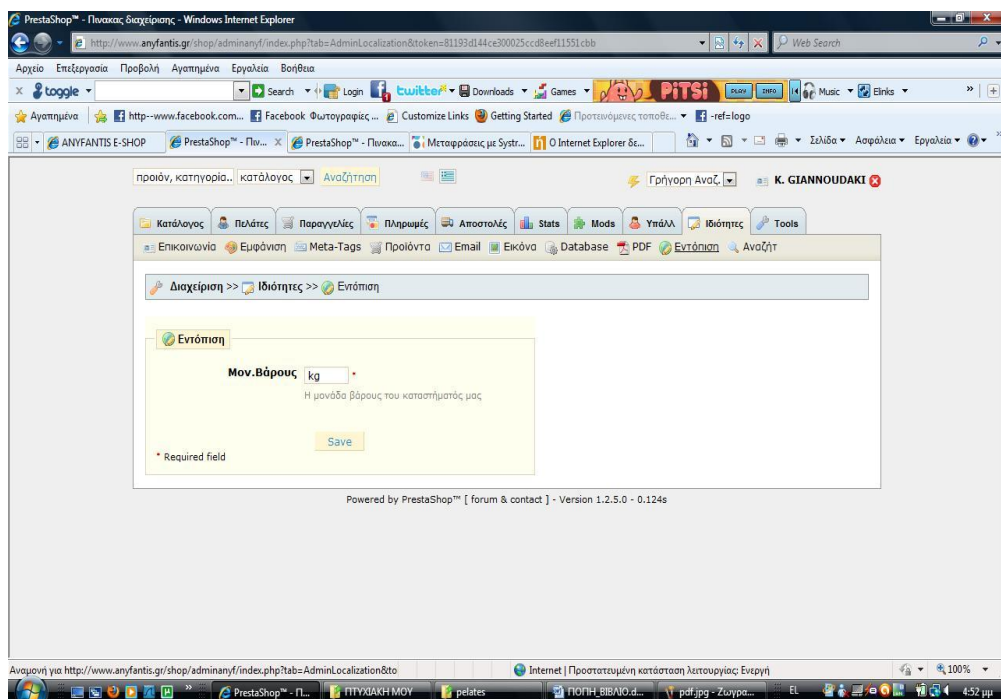 PrestaShop™ - Πινακας διαχείρισης - Windows Internet Explorer
http://www.anyfantis.gr/shop/adminanyf/index.php?tab=AdminLocalization&token=81193d144ce300025ccd8eef11551cbb
Web Search
Αρχείο Επεξεργασία Προβολή Αγαπημένα Εργαλεία Βοήθεια
x toggle Search Login twitter Downloads Games PiTSi PLAY INFO Music Elinks »
Αγαπημένα http--www.facebook.com... Facebook Φωτογραφίες ... Customize Links Getting Started Προτεινόμενες τοποθε... -ref=logo
ANYFANTIS E-SHOP PrestaShop™ - Πιν... X PrestaShop™ - Πινακα... Μεταφράσεις με Systr... Ο Internet Explorer δε... Σελίδα Ασφάλεια Εργαλεία »
προιόν, κατηγορία.. κατάλογος Αναζήτηση Γρήγορη Αναζ. K. GIANNOUDAKI
Κατάλογος Πελάτες Παραγγελίες Πληρωμές Αποστολές Stats Mods Υπάλλ Ιδιότητες Tools
Επικοινωνία Εμφάνιση Meta-Tags Προϊόντα Email Εικόνα Database PDF Εντόπιση Αναζήτ
Διαχείριση >> Ιδιότητες >> Εντόπιση
Εντόπιση
Μον.Βάρους kg *
Η μονάδα βάρους του καταστήματός μας
Save
* Required field
Powered by PrestaShop™ [ forum & contact ] - Version 1.2.5.0 - 0.124s
Αναμονή για http://www.anyfantis.gr/shop/adminanyf/index.php?tab=AdminLocalization&to Internet | Προστατευμένη κατάσταση λειτουργίας: Ενεργή 100%
» PrestaShop™ - Π... ΠΤΥΧΙΑΚΗ ΜΟΥ pelates ΠΟΠΗ_ΒΙΒΛΙΟ.d... pdf.jpg - Ζωγρα... EL 4:52 μμ